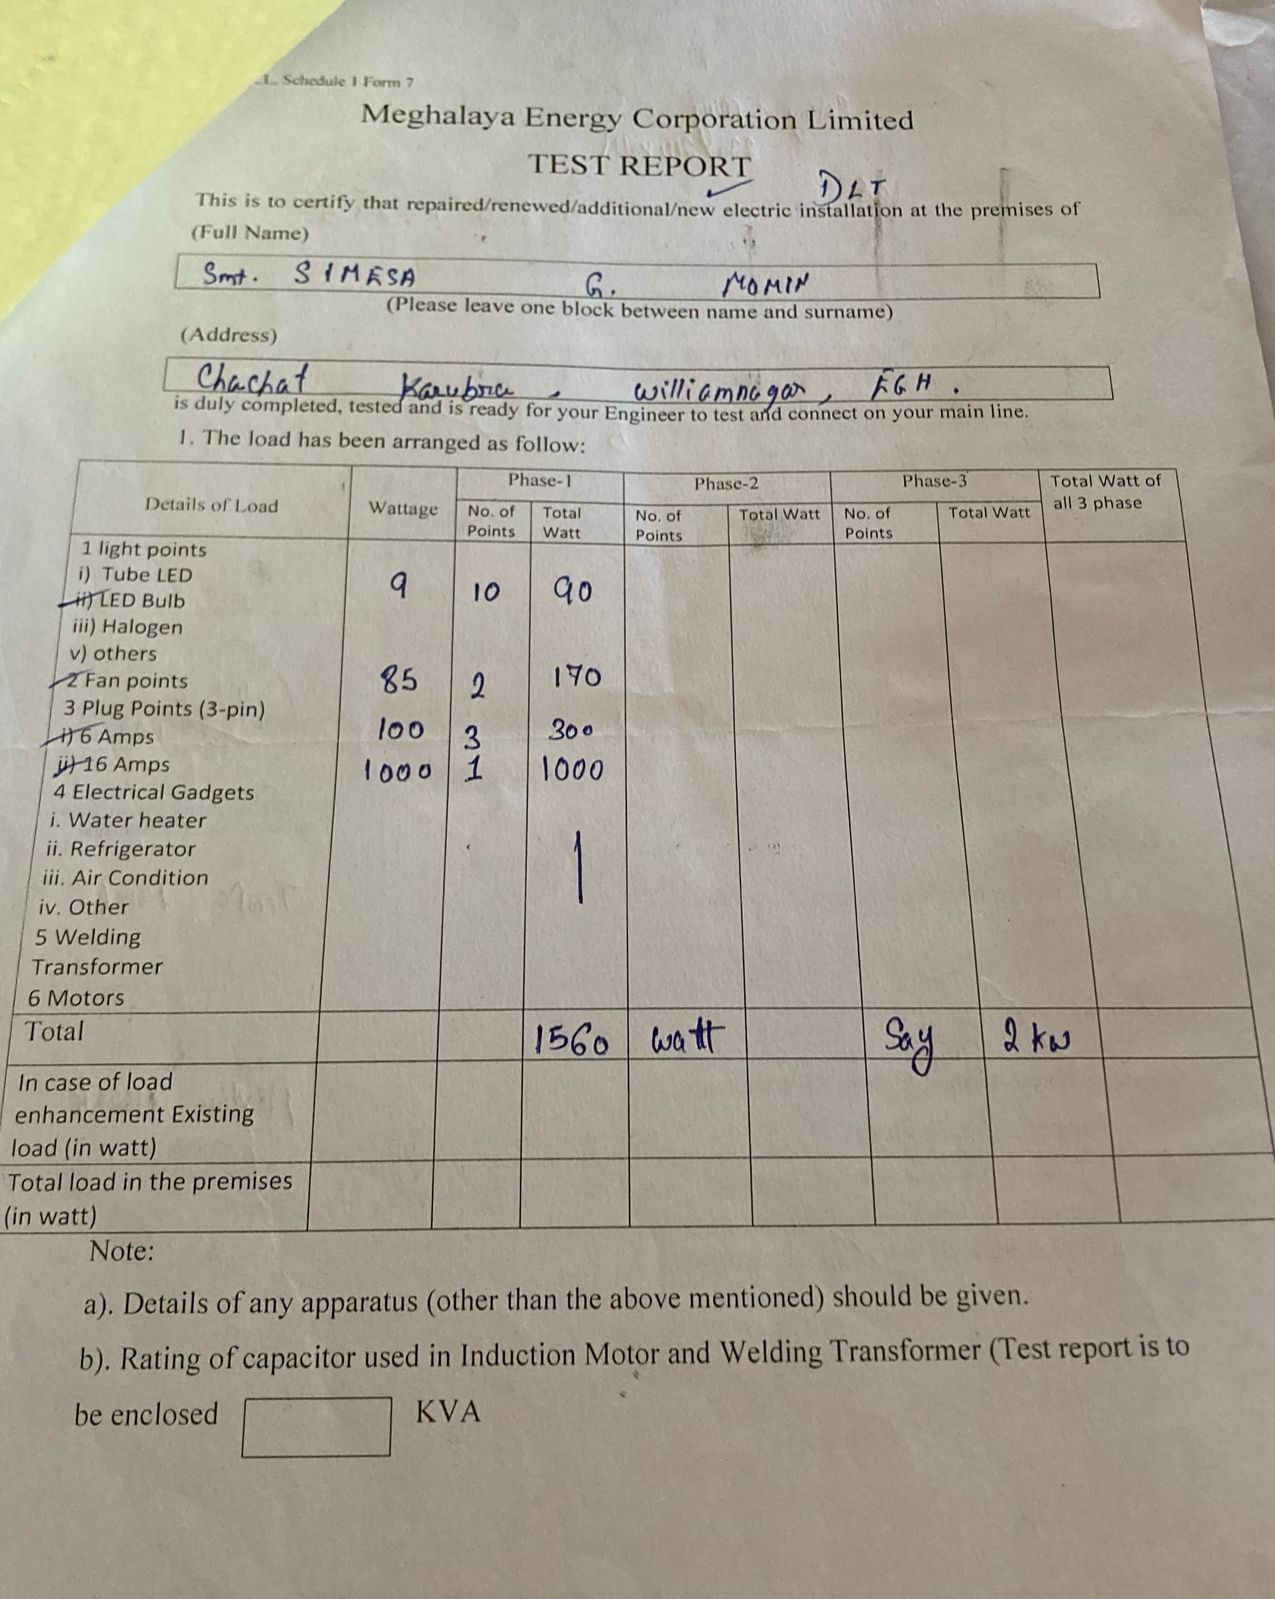 1.. Schedule 1 Form 7
Meghalaya Energy Corporation Limited
TEST REPORT
DLT
This is to certify that repaired/renewed/additional/new electric installation at the premises of
(Full Name)
Smt. SIMESA G. MOMIN
(Please leave one block between name and surname)
(Address)
Chachat Karubra, Williamnagar, EGH.
is duly completed, tested and is ready for your Engineer to test and connect on your main line.
1. The load has been arranged as follow:
Details of Load Wattage Phase-1 Phase-2 Phase-3 Total Watt of all 3 phase
No. of Points Total Watt No. of Points Total Watt No. of Points Total Watt
1 light points
i) Tube LED
ii) LED Bulb 9 10 90
iii) Halogen
v) others
2 Fan points 85 2 170
3 Plug Points (3-pin)
i) 6 Amps 100 3 300
ii) 16 Amps 1000 1 1000
4 Electrical Gadgets
i. Water heater
ii. Refrigerator
iii. Air Condition
iv. Other
5 Welding
Transformer
6 Motors
Total 1560 watt Say 2 kw
In case of load
enhancement Existing
load (in watt)
Total load in the premises
(in watt)
Note:
a). Details of any apparatus (other than the above mentioned) should be given.
b). Rating of capacitor used in Induction Motor and Welding Transformer (Test report is to
be enclosed KVA